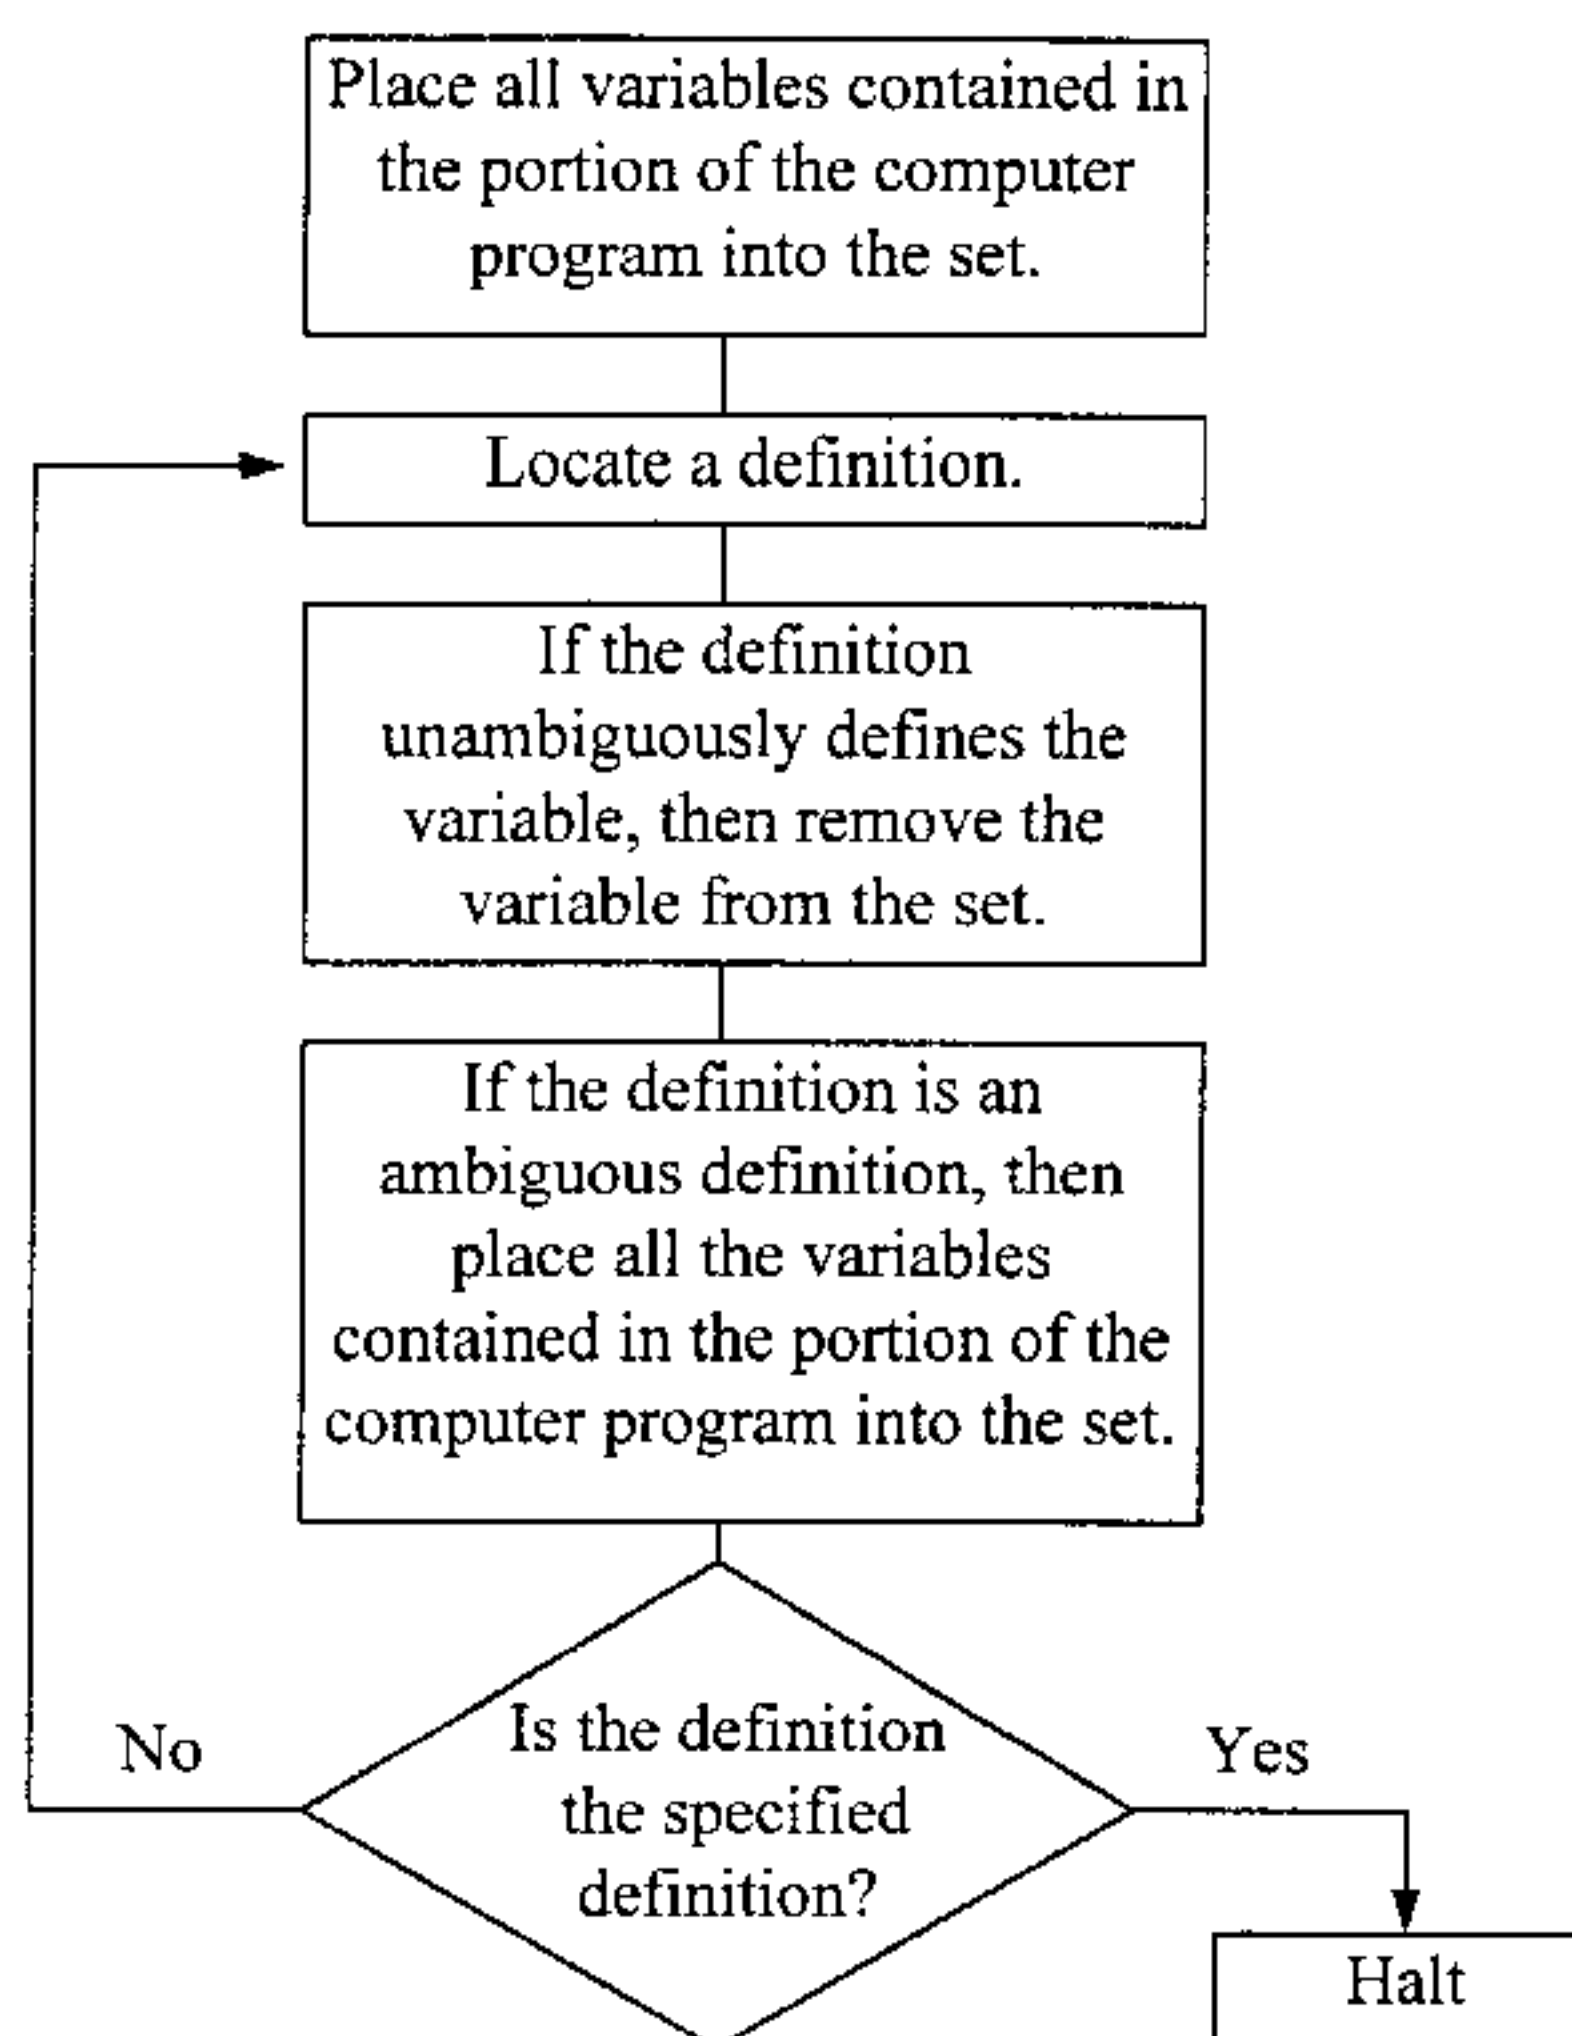 Place all variables contained in
the portion of the computer
program into the set.
Locate a definition.
If the definition
unambiguously defines the
variable, then remove the
variable from the set.
If the definition is an
ambiguous definition, then
place all the variables
contained in the portion of the
computer program into the set.
Is the definition
the specified
definition?
No
Yes
Halt